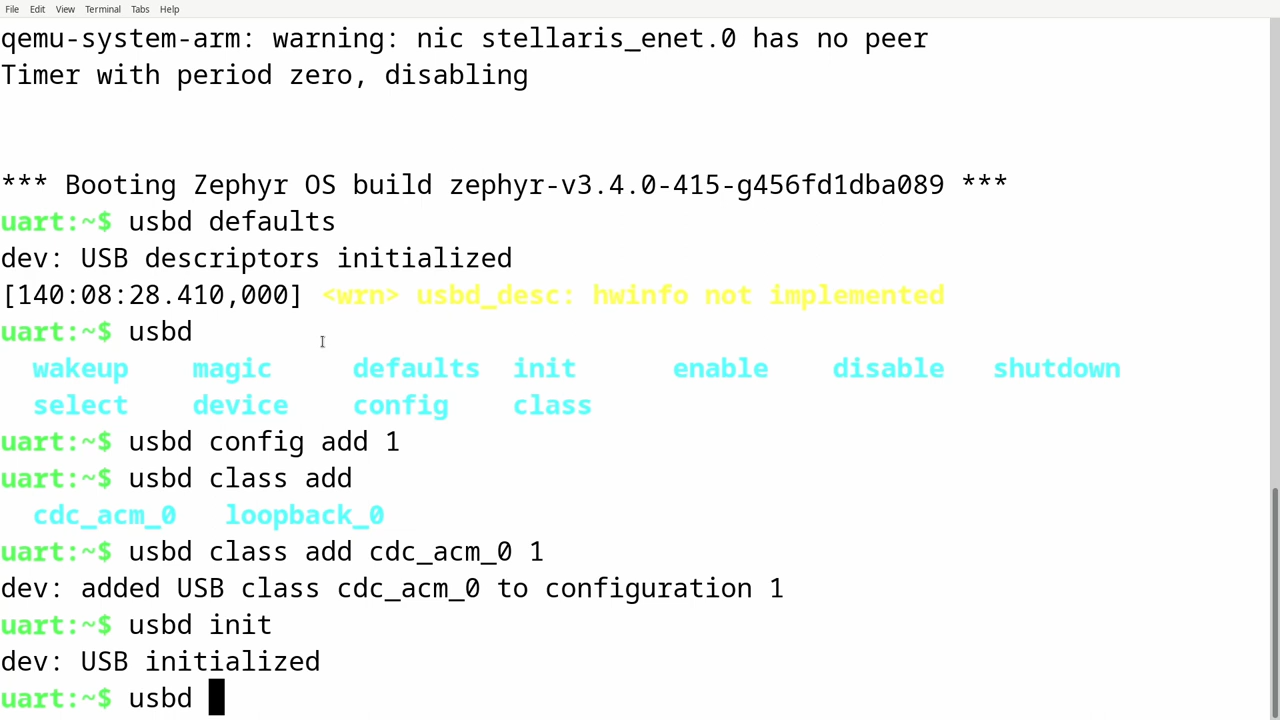 File Edit View Terminal Tabs Help
qemu-system-arm: warning: nic stellaris_enet.0 has no peer
Timer with period zero, disabling
*** Booting Zephyr OS build zephyr-v3.4.0-415-g456fd1dba089 ***
uart:~$ usbd defaults
dev: USB descriptors initialized
[140:08:28.410,000] <wrn> usbd_desc: hwinfo not implemented
uart:~$ usbd
wakeup magic defaults init enable disable shutdown
select device config class
uart:~$ usbd config add 1
uart:~$ usbd class add
cdc_acm_0 loopback_0
uart:~$ usbd class add cdc_acm_0 1
dev: added USB class cdc_acm_0 to configuration 1
uart:~$ usbd init
dev: USB initialized
uart:~$ usbd